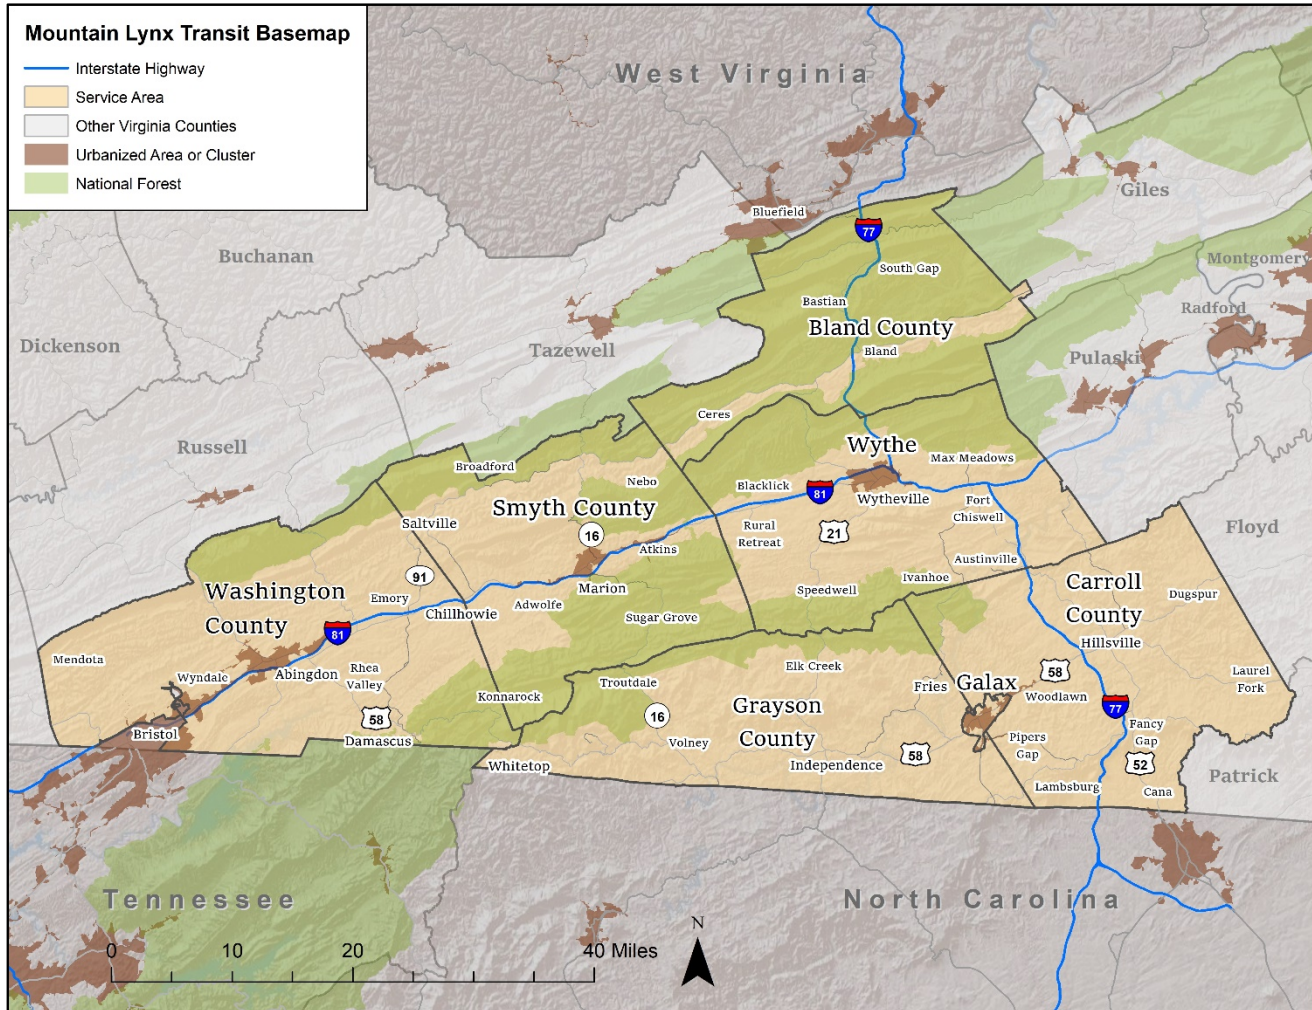 Mountain Lynx Transit Basemap
Interstate Highway
Service Area
Other Virginia Counties
Urbanized Area or Cluster
National Forest
West Virginia
Giles
Bluefield
77
Buchanan
Montgomery
South Gap
Bastian
Radford
Bland County
Dickenson
Tazewell
Bland
Pulaski
Ceres
Russell
Wythe
Broadford
Max Meadows
Nebo
Blacklick
81
Wytheville
Smyth County
Fort
Chiswell
Saltville
Rural
Retreat
21
Floyd
16
Atkins
Austinville
91
Ivanhoe
Carroll
County
Marion
Speedwell
Dugspur
Washington
County
Emory
Adwolfe
Chillhowie
Sugar Grove
81
Hillsville
Mendota
Elk Creek
Wyndale
Abingdon
Rhea
Valley
58
Laurel
Fork
Troutdale
Fries
Galax
Konnarock
Woodlawn
Grayson
County
77
16
58
Fancy
Gap
Bristol
Damascus
Volney
Pipers
Gap
58
52
Whitetop
Independence
Patrick
Lambsburg
Cana
Tennessee
North Carolina
N
0 10 20 40 Miles